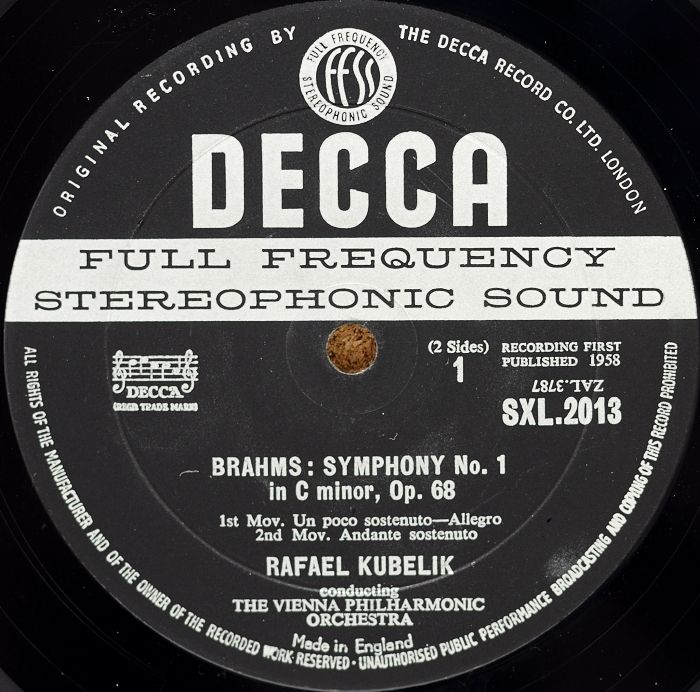 ORIGINAL RECORDING BY
THE DECCA RECORD CO. LTD. LONDON
FULL FREQUENCY
FFSS
STEREOPHONIC SOUND
DECCA
FULL FREQUENCY
STEREOPHONIC SOUND
DECCA
(REGD TRADE MARK)
(2 Sides)
1
RECORDING FIRST
PUBLISHED 1958
ZAL.3787
SXL.2013
BRAHMS: SYMPHONY No. 1
in C minor, Op. 68
1st Mov. Un poco sostenuto—Allegro
2nd Mov. Andante sostenuto
RAFAEL KUBELIK
conducting
THE VIENNA PHILHARMONIC
ORCHESTRA
Made in England
ALL RIGHTS OF THE MANUFACTURER AND OF THE OWNER OF THE RECORDED WORK RESERVED · UNAUTHORISED PUBLIC PERFORMANCE BROADCASTING AND COPYING OF THIS RECORD PROHIBITED